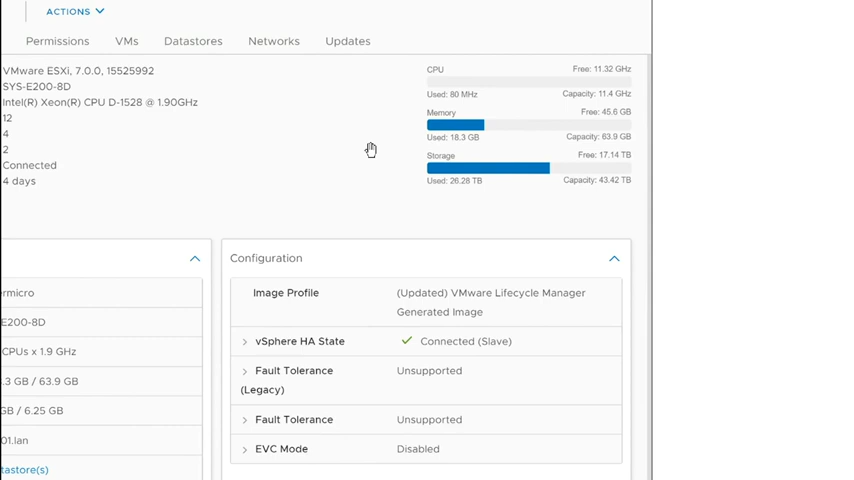 ACTIONS
Permissions VMs Datastores Networks Updates
VMware ESXi, 7.0.0, 15525992
SYS-E200-8D
Intel(R) Xeon(R) CPU D-1528 @ 1.90GHz
12
4
2
Connected
4 days
CPU Free: 11.32 GHz
Used: 80 MHz Capacity: 11.4 GHz
Memory Free: 45.6 GB
Used: 18.3 GB Capacity: 63.9 GB
Storage Free: 17.14 TB
Used: 26.28 TB Capacity: 43.42 TB
ermicro
E200-8D
CPUs x 1.9 GHz
.3 GB / 63.9 GB
GB / 6.25 GB
01.lan
tastore(s)
Configuration
Image Profile (Updated) VMware Lifecycle Manager
Generated Image
vSphere HA State Connected (Slave)
Fault Tolerance Unsupported
(Legacy)
Fault Tolerance Unsupported
EVC Mode Disabled